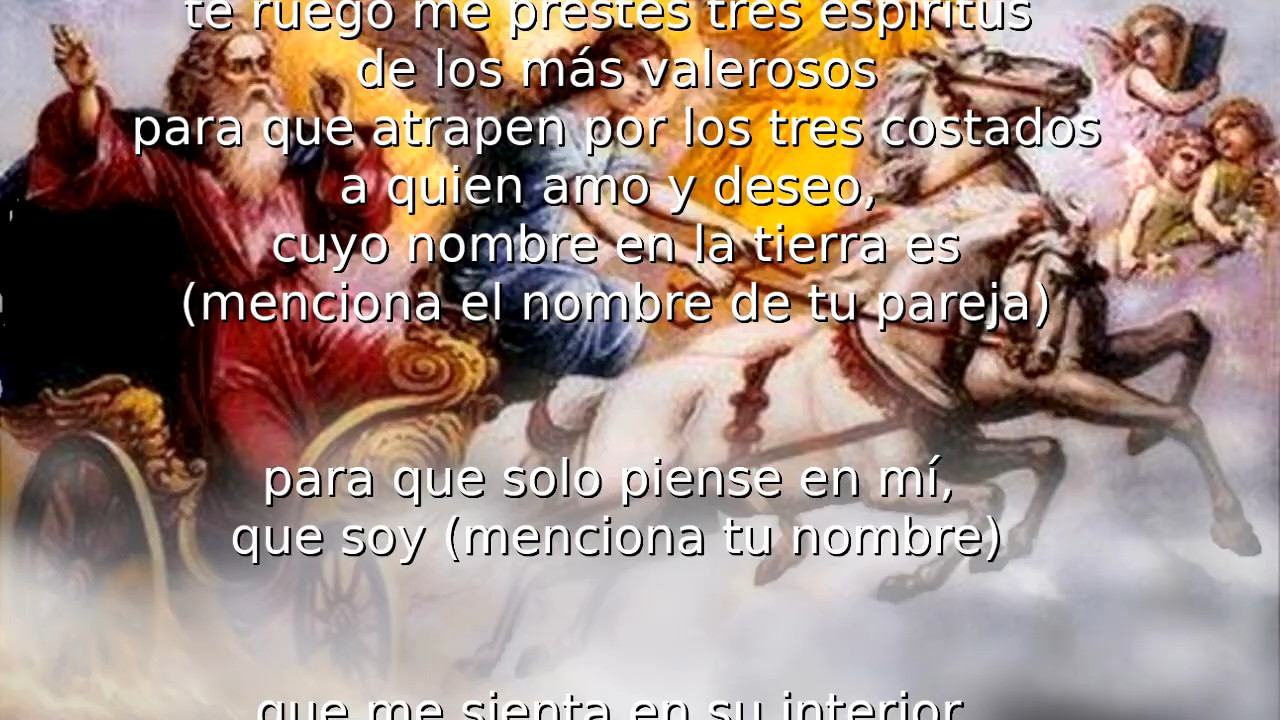 te ruego me prestes tres espíritus
de los más valerosos
para que atrapen por los tres costados
a quien amo y deseo,
cuyo nombre en la tierra es
(menciona el nombre de tu pareja)
para que solo piense en mí,
que soy (menciona tu nombre)
que me sienta en su interior